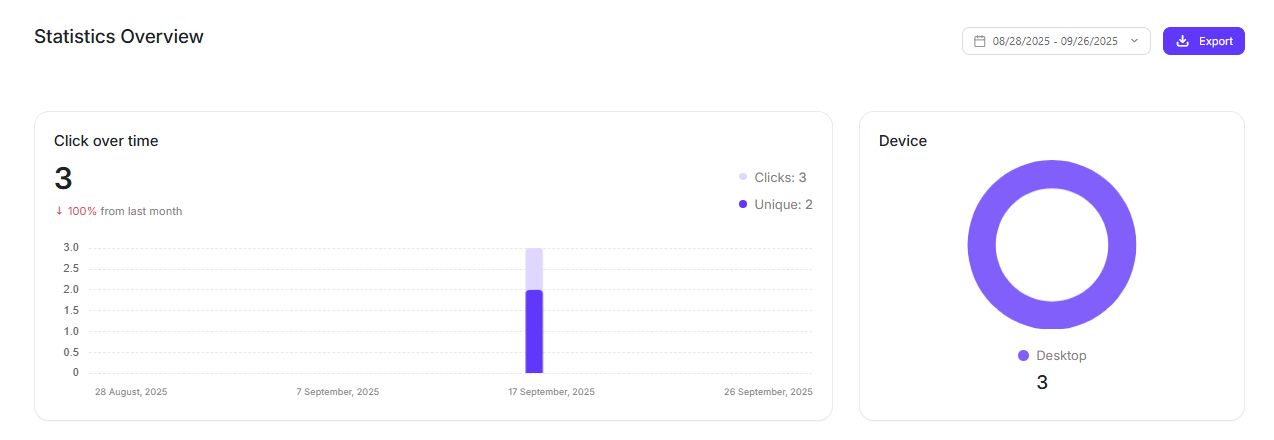 Statistics Overview
08/28/2025 - 09/26/2025
Export
Click over time
3
↓ 100% from last month
Clicks: 3
Unique: 2
3.0
2.5
2.0
1.5
1.0
0.5
0
28 August, 2025
7 September, 2025
17 September, 2025
26 September, 2025
Device
Desktop
3